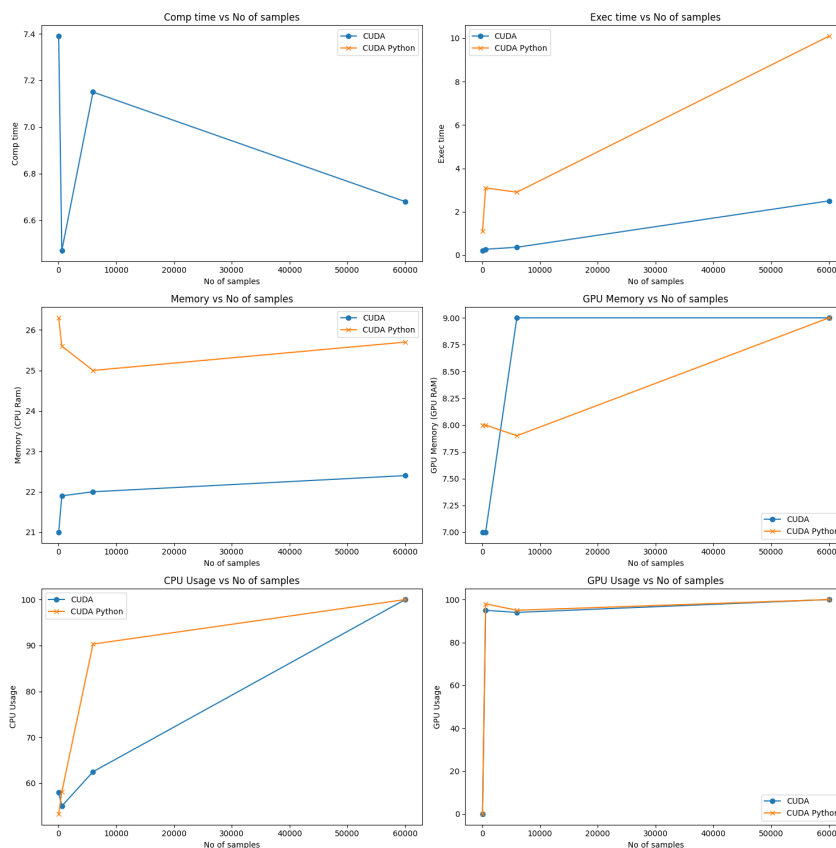 Comp time vs No of samples
CUDA
CUDA Python
7.4
7.2
7.0
6.8
6.6
Comp time
0 10000 20000 30000 40000 50000 60000
No of samples
Exec time vs No of samples
CUDA
CUDA Python
10
8
6
4
2
0
Exec time
0 10000 20000 30000 40000 50000 60000
No of samples
Memory vs No of samples
CUDA
CUDA Python
26
25
24
23
22
21
Memory (CPU Ram)
0 10000 20000 30000 40000 50000 60000
No of samples
GPU Memory vs No of samples
9.00
8.75
8.50
8.25
8.00
7.75
7.50
7.25
7.00
GPU Memory (GPU RAM)
CUDA
CUDA Python
0 10000 20000 30000 40000 50000 60000
No of samples
CPU Usage vs No of samples
CUDA
CUDA Python
100
90
80
70
60
CPU Usage
0 10000 20000 30000 40000 50000 60000
No of samples
GPU Usage vs No of samples
100
80
60
40
20
0
GPU Usage
CUDA
CUDA Python
0 10000 20000 30000 40000 50000 60000
No of samples